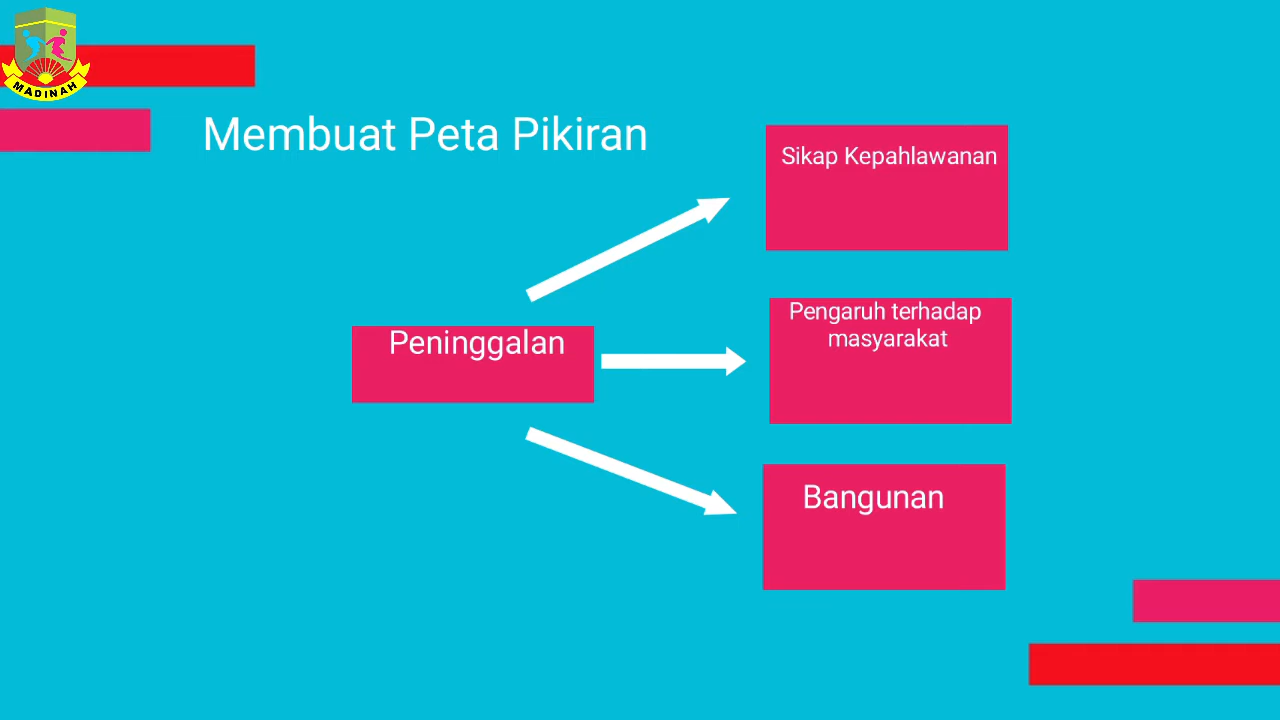 MADINAH
Membuat Peta Pikiran
Sikap Kepahlawanan
Peninggalan
Pengaruh terhadap
masyarakat
Bangunan